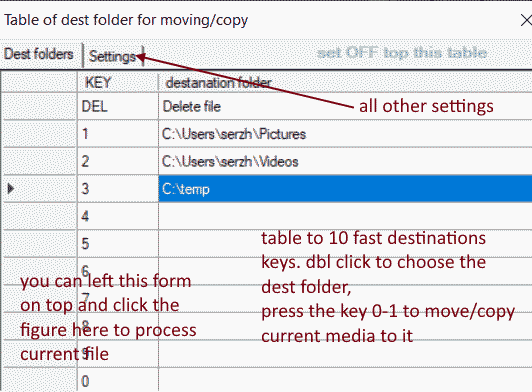 Table of dest folder for moving/copy
Dest folders Settings set OFF top this table
KEY destanation folder
DEL Delete file
all other settings
1 C:\Users\serzh\Pictures
2 C:\Users\serzh\Videos
3 C:\temp
4
5
6
7
8
9
0
table to 10 fast destinations
keys. dbl click to choose the
dest folder,
press the key 0-1 to move/copy
current media to it
you can left this form
on top and click the
figure here to process
current file